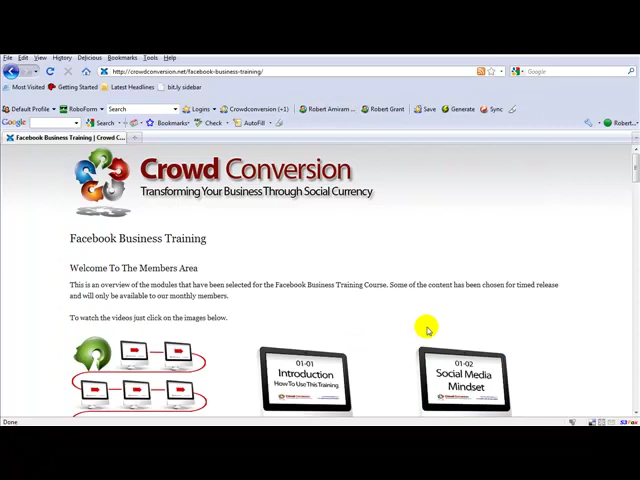 File Edit View History Delicious Bookmarks Tools Help
http://crowdconversion.net/facebook-business-training/
Google
Most Visited Getting Started Latest Headlines bit.ly sidebar
Default Profile RoboForm Search Logins Crowdconversion (+1) Robert Amiram ... Robert Grant Save Generate Sync
Google Search Bookmarks Check AutoFill Robert...
Facebook Business Training | Crowd C...
Crowd Conversion
Transforming Your Business Through Social Currency
Facebook Business Training
Welcome To The Members Area
This is an overview of the modules that have been selected for the Facebook Business Training Course. Some of the content has been chosen for timed release
and will only be available to our monthly members.
To watch the videos just click on the images below.
01-01
Introduction
How To Use This Training
01-02
Social Media
Mindset
Done